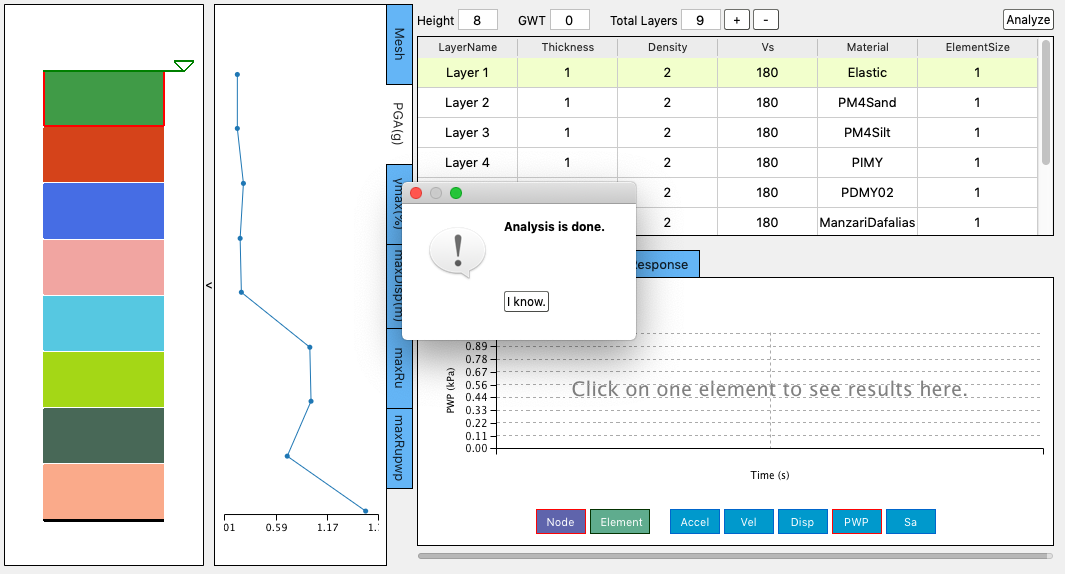 Height 8 GWT 0 Total Layers 9 + - Analyze
LayerName Thickness Density Vs Material ElementSize
Layer 1 1 2 180 Elastic 1
Layer 2 1 2 180 PM4Sand 1
Layer 3 1 2 180 PM4Silt 1
Layer 4 1 2 180 PIMY 1
2 180 PDMY02 1
2 180 ManzariDafalias 1
Mesh
PGA(g)
γmax(%)
maxDisp(m)
maxRu
maxRupwp
<
0.59 1.17
Analysis is done.
I know.
Response
0.89
0.78
0.67
0.56
0.44
0.33
0.22
0.11
0.00
PWP (kPa)
Click on one element to see results here.
Time (s)
Node Element Accel Vel Disp PWP Sa